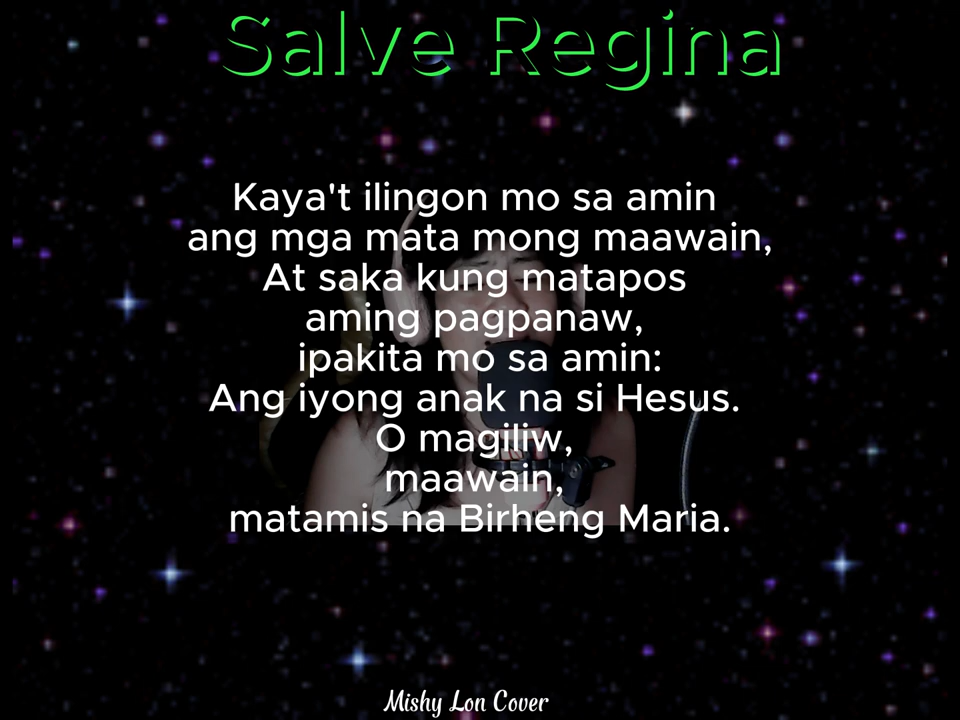 Salve Regina
Kaya't ilingon mo sa amin
ang mga mata mong maawain,
At saka kung matapos
aming pagpanaw,
ipakita mo sa amin:
Ang iyong anak na si Hesus.
O magiliw,
maawain,
matamis na Birheng Maria.
Mishy Lon Cover